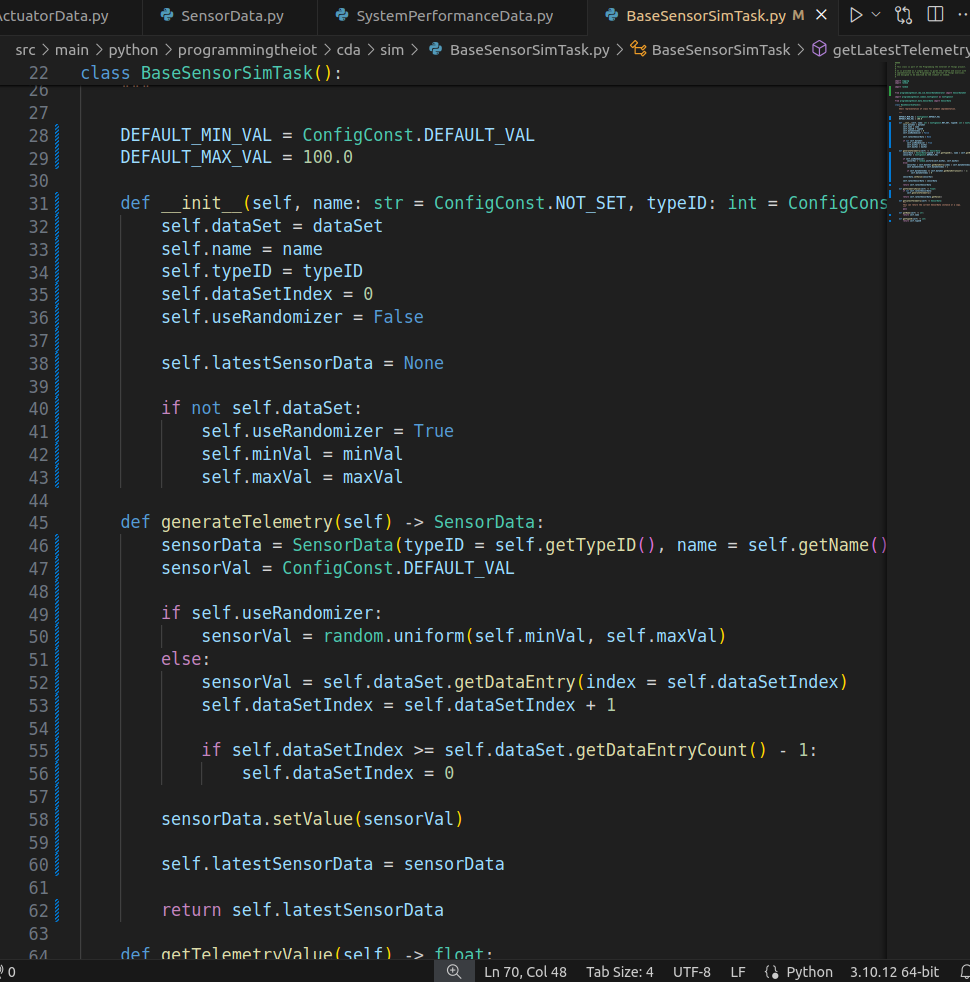 ctuatorData.py SensorData.py SystemPerformanceData.py BaseSensorSimTask.py M
src > main > python > programmingtheiot > cda > sim > BaseSensorSimTask.py > BaseSensorSimTask > getLatestTelemetry
22 class BaseSensorSimTask():
26 """
27
28 DEFAULT_MIN_VAL = ConfigConst.DEFAULT_VAL
29 DEFAULT_MAX_VAL = 100.0
30
31 def __init__(self, name: str = ConfigConst.NOT_SET, typeID: int = ConfigCons
32 self.dataSet = dataSet
33 self.name = name
34 self.typeID = typeID
35 self.dataSetIndex = 0
36 self.useRandomizer = False
37
38 self.latestSensorData = None
39
40 if not self.dataSet:
41 self.useRandomizer = True
42 self.minVal = minVal
43 self.maxVal = maxVal
44
45 def generateTelemetry(self) -> SensorData:
46 sensorData = SensorData(typeID = self.getTypeID(), name = self.getName()
47 sensorVal = ConfigConst.DEFAULT_VAL
48
49 if self.useRandomizer:
50 sensorVal = random.uniform(self.minVal, self.maxVal)
51 else:
52 sensorVal = self.dataSet.getDataEntry(index = self.dataSetIndex)
53 self.dataSetIndex = self.dataSetIndex + 1
54
55 if self.dataSetIndex >= self.dataSet.getDataEntryCount() - 1:
56 self.dataSetIndex = 0
57
58 sensorData.setValue(sensorVal)
59
60 self.latestSensorData = sensorData
61
62 return self.latestSensorData
63
64 def getTelemetryValue(self) -> float:
0 Ln 70, Col 48 Tab Size: 4 UTF-8 LF Python 3.10.12 64-bit